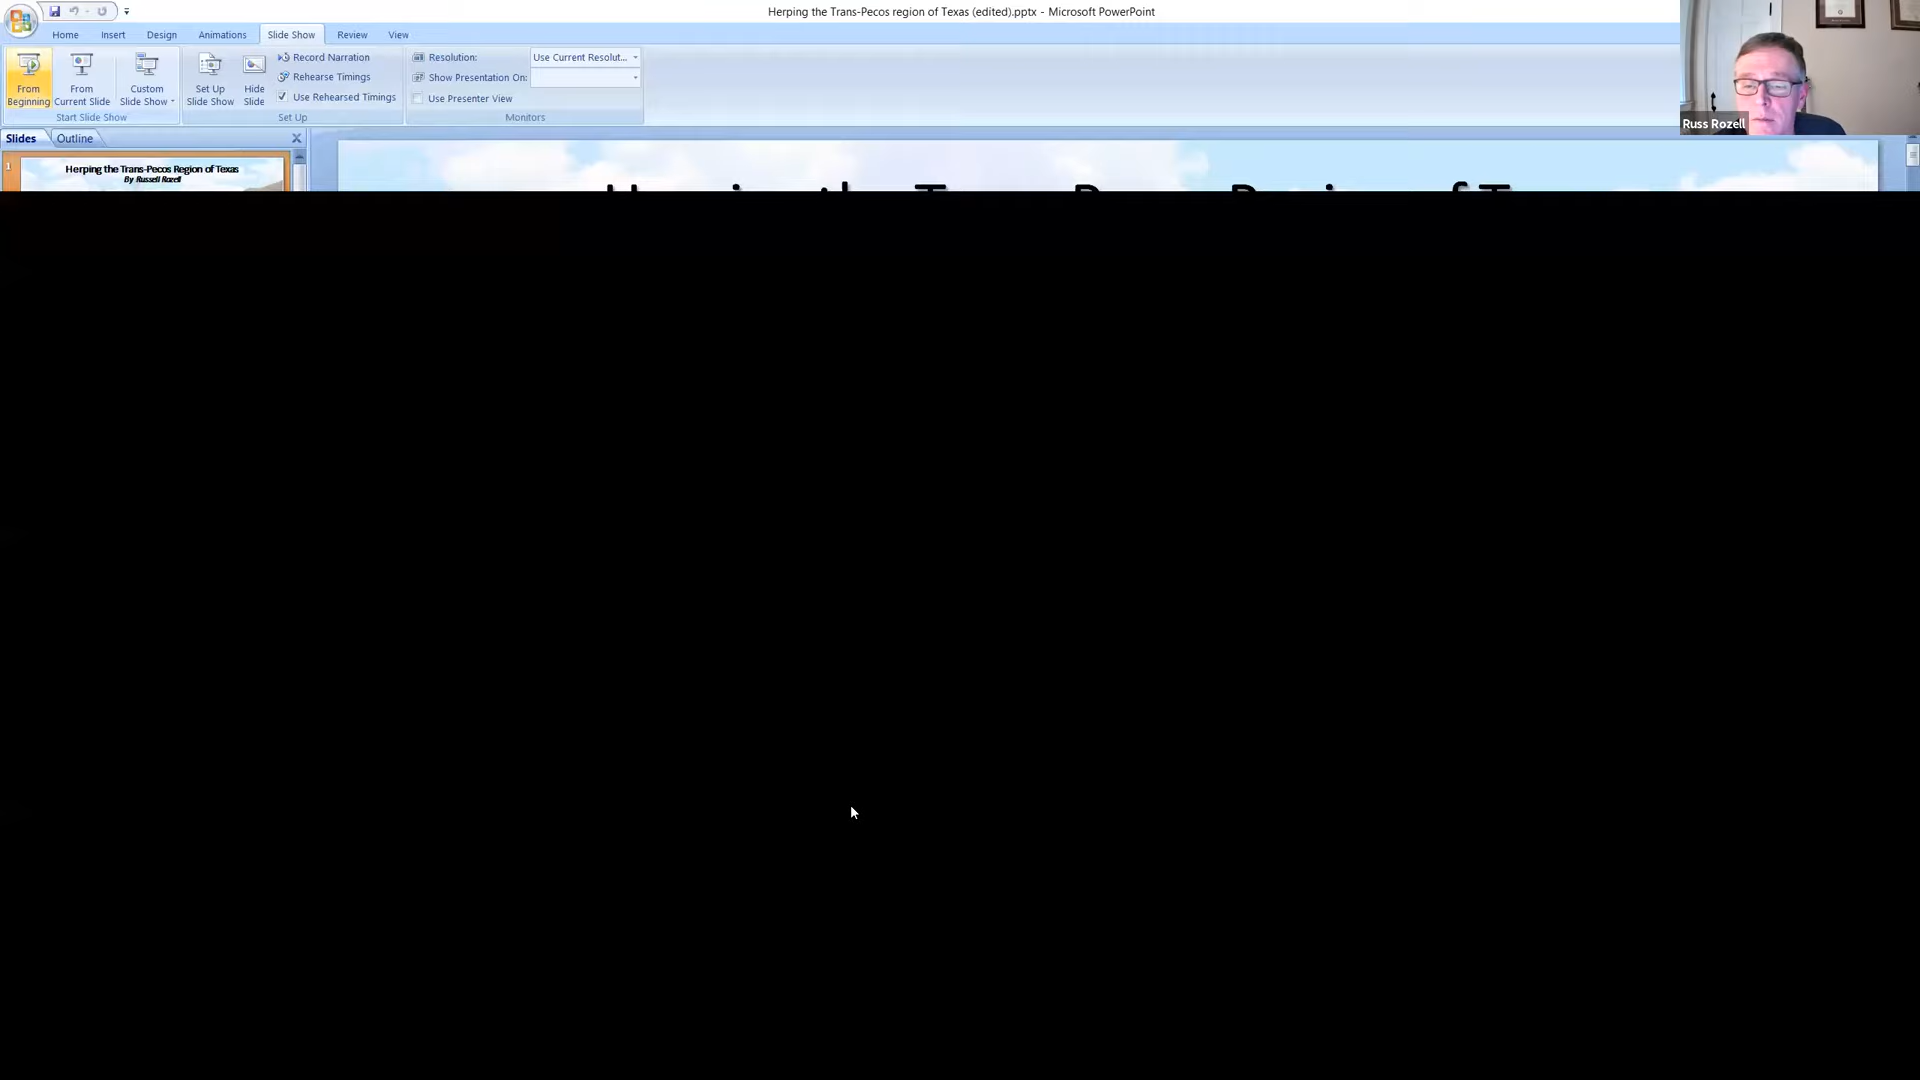 Herping the Trans-Pecos region of Texas (edited).pptx - Microsoft PowerPoint
Home Insert Design Animations Slide Show Review View
From Beginning
From Current Slide
Custom Slide Show
Start Slide Show
Set Up Slide Show
Hide Slide
Record Narration
Rehearse Timings
Use Rehearsed Timings
Set Up
Resolution: Use Current Resolut...
Show Presentation On:
Use Presenter View
Monitors
Russ Rozell
Slides Outline
1
Herping the Trans-Pecos Region of Texas
By Russell Rozell